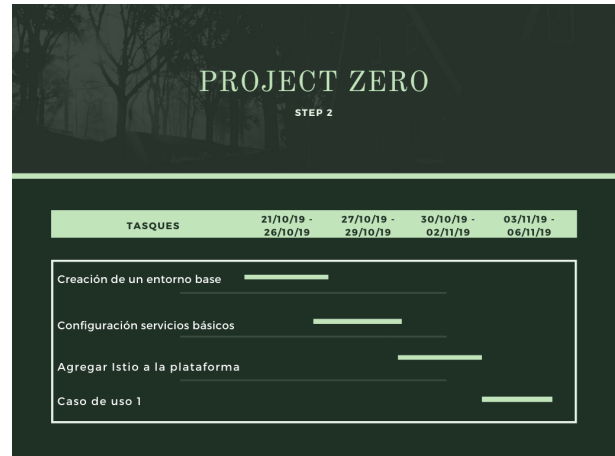 PROJECT ZERO
STEP 2
TASQUES
21/10/19 - 26/10/19
27/10/19 - 29/10/19
30/10/19 - 02/11/19
03/11/19 - 06/11/19
Creación de un entorno base
Configuración servicios básicos
Agregar Istio a la plataforma
Caso de uso 1